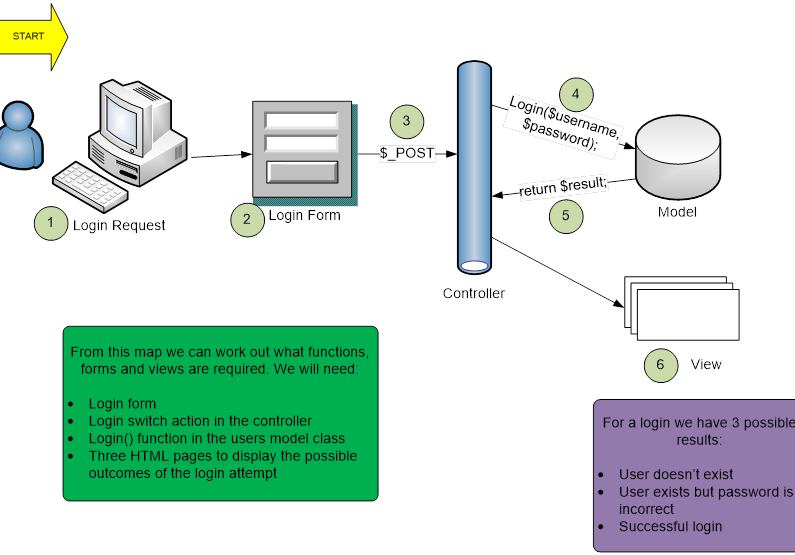 START
1
Login Request
2
Login Form
3
$_POST
Controller
4
Login($username,
$password);
return $result;
5
Model
6
View
From this map we can work out what functions,
forms and views are required. We will need:
• Login form
• Login switch action in the controller
• Login() function in the users model class
• Three HTML pages to display the possible
outcomes of the login attempt
For a login we have 3 possible
results:
• User doesn’t exist
• User exists but password is
incorrect
• Successful login